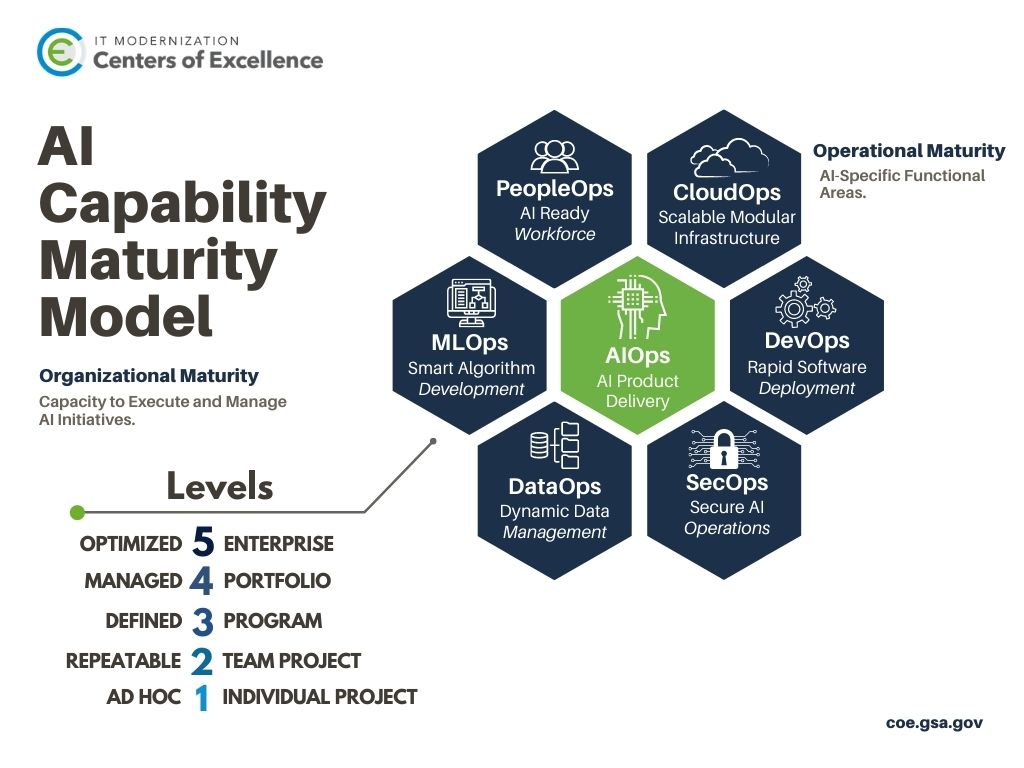 IT MODERNIZATION
Centers of Excellence
AI
Capability
Maturity
Model
Organizational Maturity
Capacity to Execute and Manage
AI Initiatives.
Levels
OPTIMIZED 5 ENTERPRISE
MANAGED 4 PORTFOLIO
DEFINED 3 PROGRAM
REPEATABLE 2 TEAM PROJECT
AD HOC 1 INDIVIDUAL PROJECT
PeopleOps
AI Ready
Workforce
CloudOps
Scalable Modular
Infrastructure
Operational Maturity
AI-Specific Functional
Areas.
MLOps
Smart Algorithm
Development
AIOps
AI Product
Delivery
DevOps
Rapid Software
Deployment
DataOps
Dynamic Data
Management
SecOps
Secure AI
Operations
coe.gsa.gov